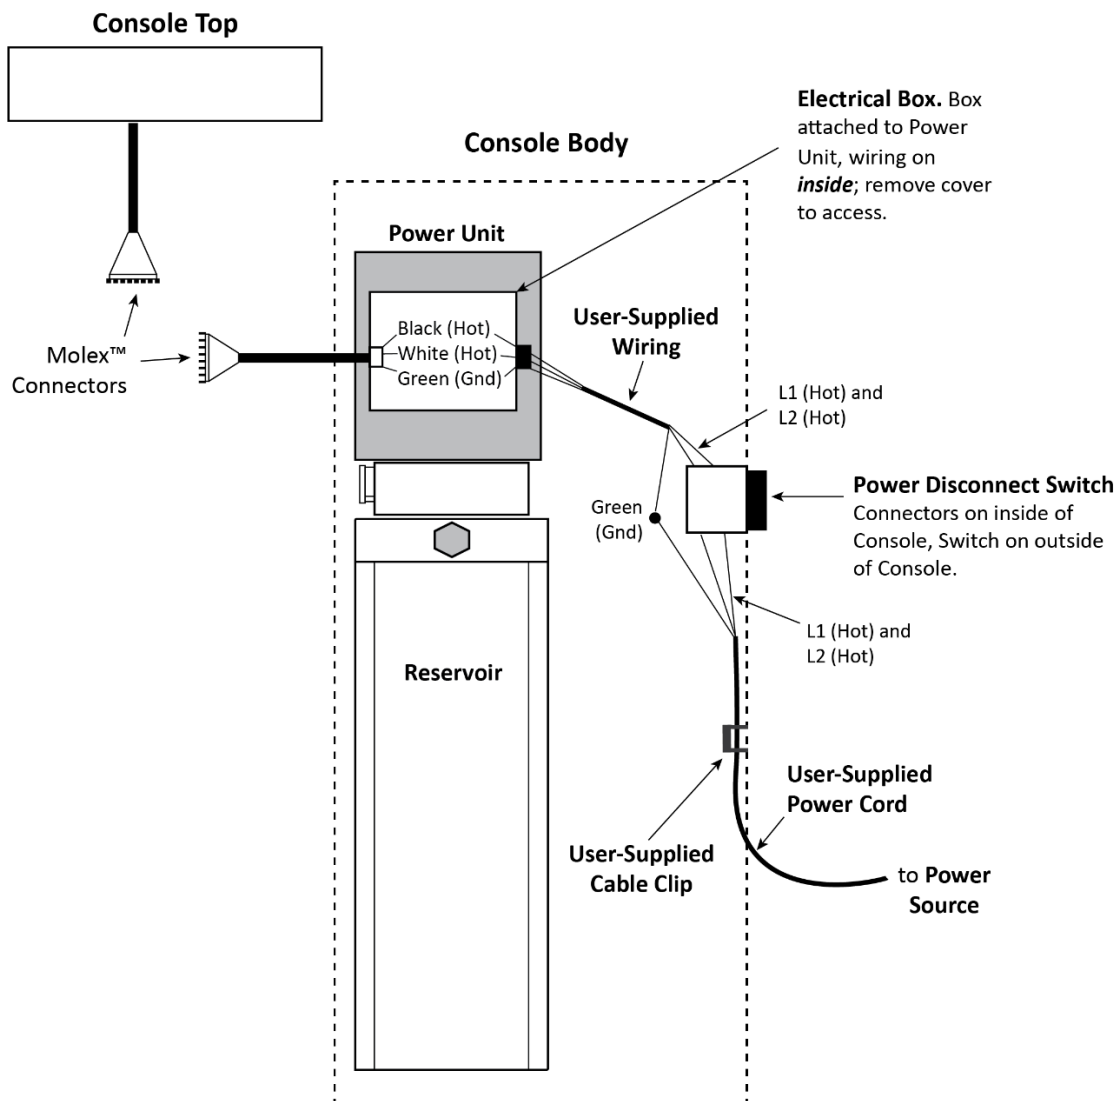 Console Top
Electrical Box. Box
attached to Power
Unit, wiring on
inside; remove cover
to access.
Console Body
Power Unit
Black (Hot)
White (Hot)
Green (Gnd)
User-Supplied
Wiring
Molex™
Connectors
L1 (Hot) and
L2 (Hot)
Power Disconnect Switch
Connectors on inside of
Console, Switch on outside
of Console.
Green
(Gnd)
L1 (Hot) and
L2 (Hot)
Reservoir
User-Supplied
Power Cord
User-Supplied
Cable Clip
to Power
Source